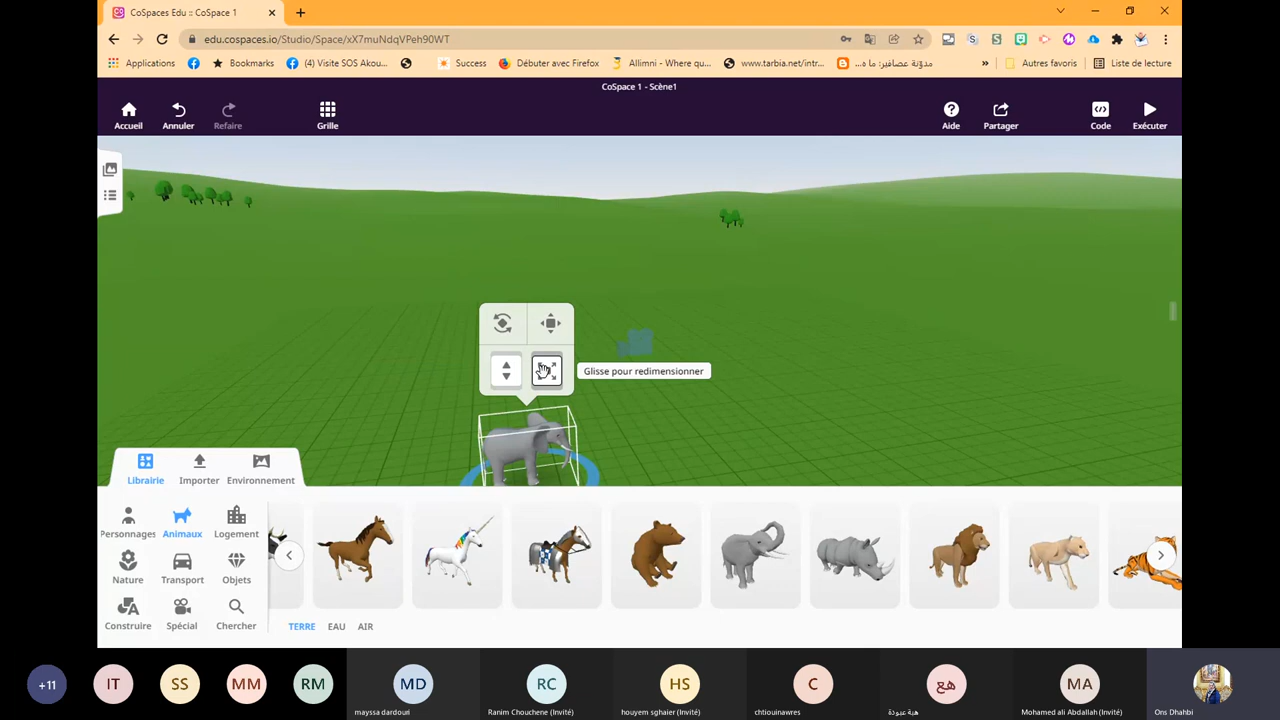 CoSpaces Edu :: CoSpace 1
edu.cospaces.io/Studio/Space/xX7muNdqVPeh90WT
Applications
Bookmarks
(4) Visite SOS Akou...
Success
Débuter avec Firefox
Allimni - Where qu...
www.tarbia.net/intr...
مدوّنة عصافير: ما ه...
»
Autres favoris
Liste de lecture
CoSpace 1 - Scène1
Accueil
Annuler
Refaire
Grille
Aide
Partager
Code
Exécuter
Glisse pour redimensionner
Librairie
Importer
Environnement
Personnages
Animaux
Logement
Nature
Transport
Objets
Construire
Spécial
Chercher
TERRE
EAU
AIR
+11
IT
SS
MM
RM
MD
RC
HS
C
هع
MA
mayssa dardouri
Ranim Chouchene (Invité)
houyem sghaier (Invité)
chtiouinawres
هبة عبودة
Mohamed ali Abdallah (Invité)
Ons Dhahbi